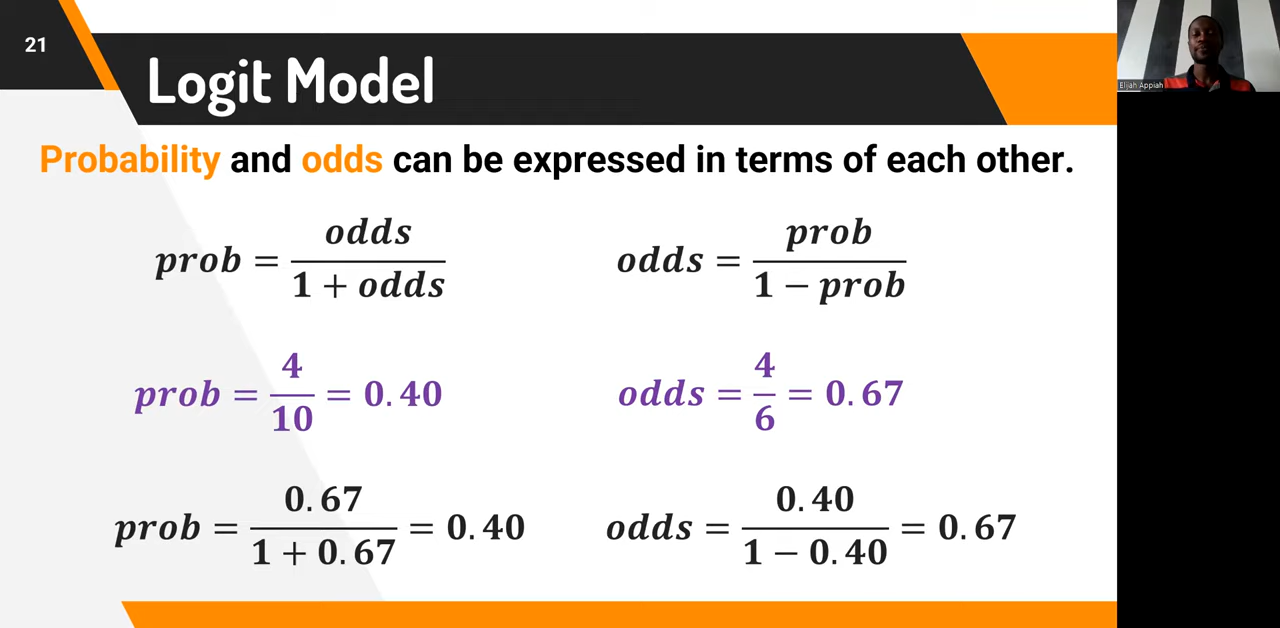 21
Logit Model
Elijah Appiah
Probability and odds can be expressed in terms of each other.
prob = odds / 1 + odds
odds = prob / 1 − prob
prob = 4 / 10 = 0.40
odds = 4 / 6 = 0.67
prob = 0.67 / 1 + 0.67 = 0.40
odds = 0.40 / 1 − 0.40 = 0.67